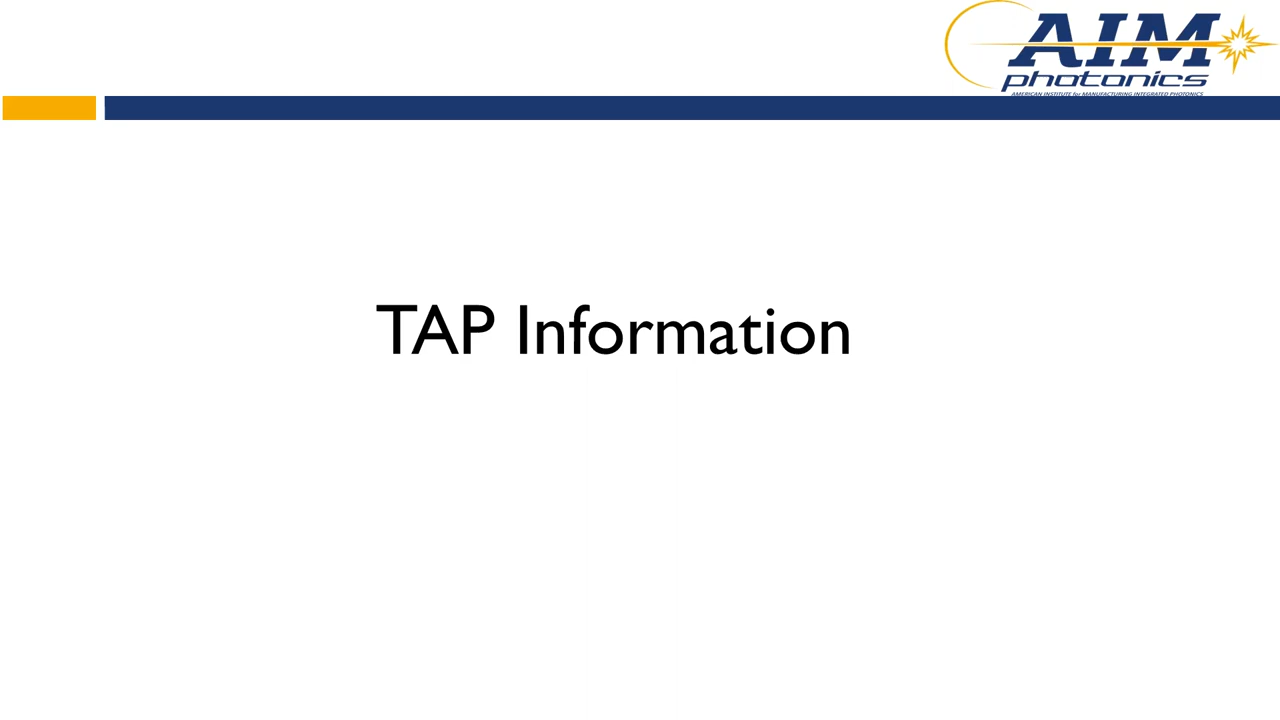 AIM
photonics
AMERICAN INSTITUTE for MANUFACTURING INTEGRATED PHOTONICS
TAP Information